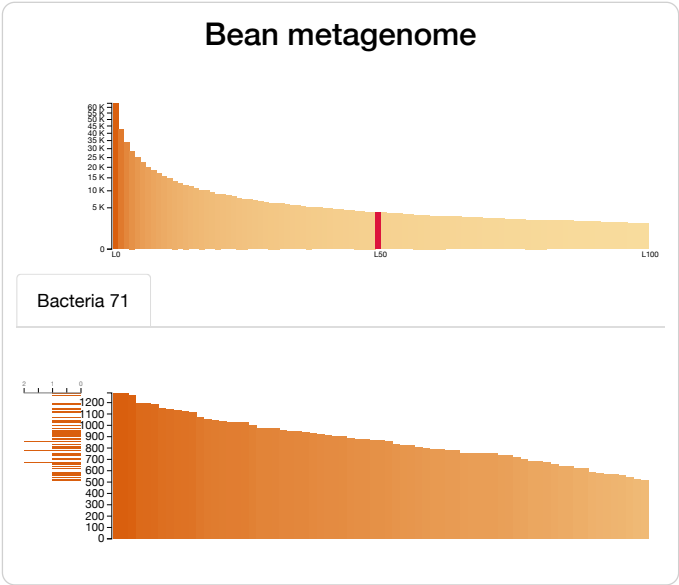 Bean metagenome
60 K
55 K
50 K
45 K
40 K
35 K
30 K
25 K
20 K
15 K
10 K
5 K
0
L0 L50 L100
Bacteria 71
2 1 0
1200
1100
1000
900
800
700
600
500
400
300
200
100
0